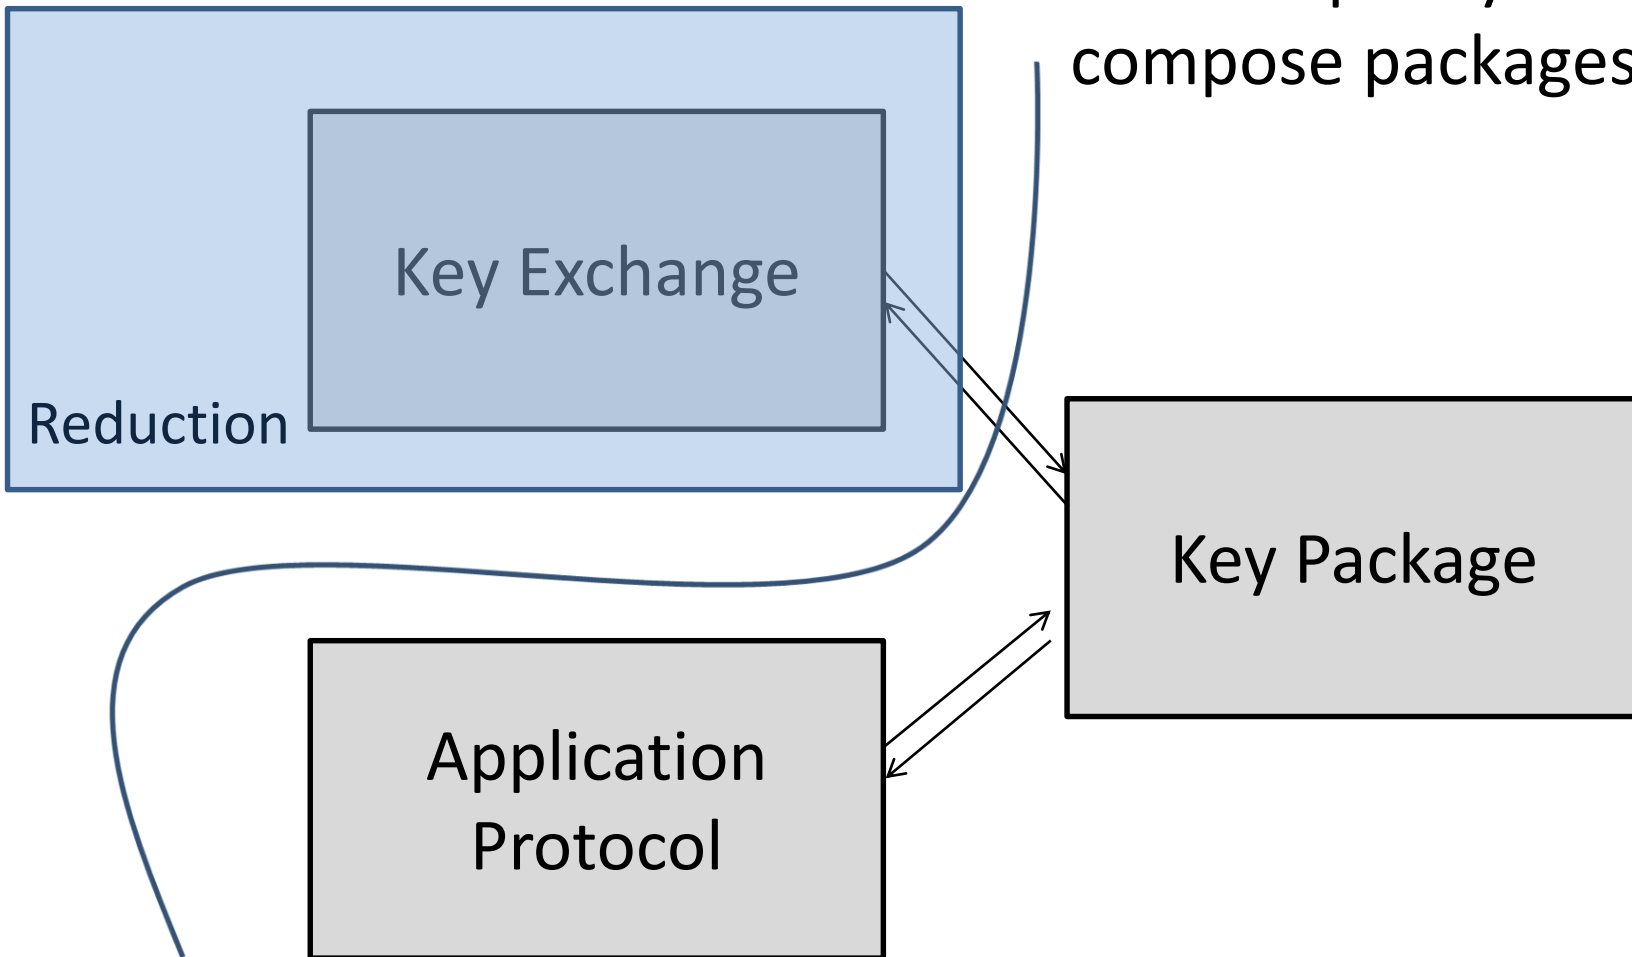 compose packages
Key Exchange
Reduction
Key Package
Application
Protocol